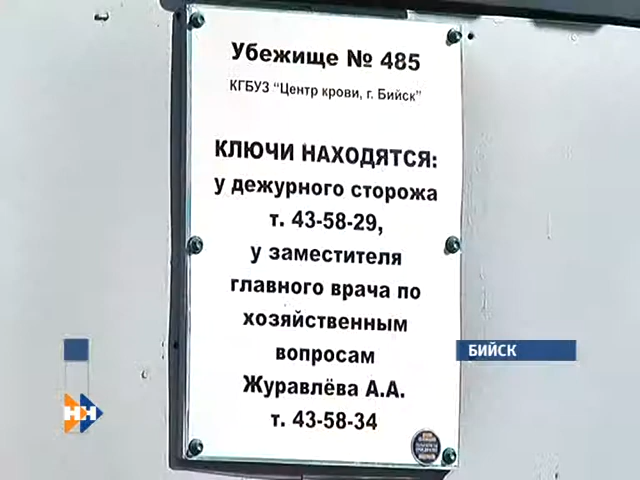 Убежище № 485
КГБУЗ "Центр крови, г. Бийск"
КЛЮЧИ НАХОДЯТСЯ:
у дежурного сторожа
т. 43-58-29,
у заместителя
главного врача по
хозяйственным
вопросам
Журавлёва А.А.
т. 43-58-34
БИЙСК
НН